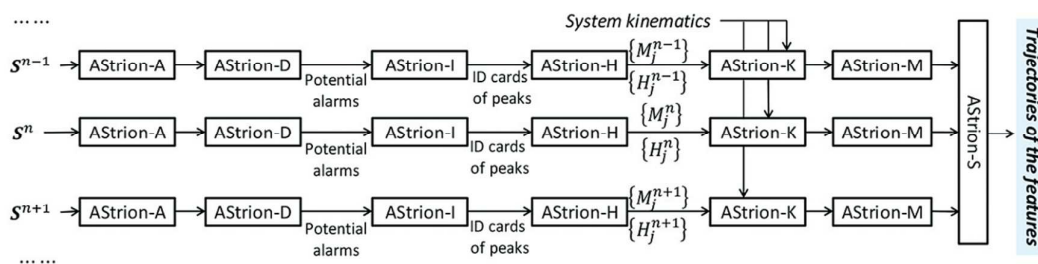 ... ...
System kinematics
S^{n-1} AStrion-A AStrion-D Potential alarms AStrion-I ID cards of peaks AStrion-H {M_j^{n-1}} {H_j^{n-1}} AStrion-K AStrion-M
S^n AStrion-A AStrion-D Potential alarms AStrion-I ID cards of peaks AStrion-H {M_j^n} {H_j^n} AStrion-K AStrion-M
S^{n+1} AStrion-A AStrion-D Potential alarms AStrion-I ID cards of peaks AStrion-H {M_j^{n+1}} {H_j^{n+1}} AStrion-K AStrion-M
... ...
AStrion-S
Trajectories of the features